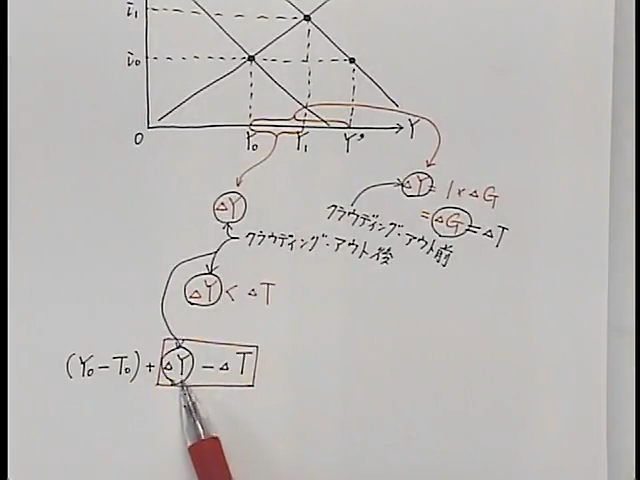 i₁
i₀
O Y₀ Y₁ Y' Y
ΔY = 1×ΔG
= ΔG = ΔT
クラウディング・アウト前
ΔY
クラウディング・アウト後
ΔY < ΔT
(Y₀-T₀)+ΔY-ΔT